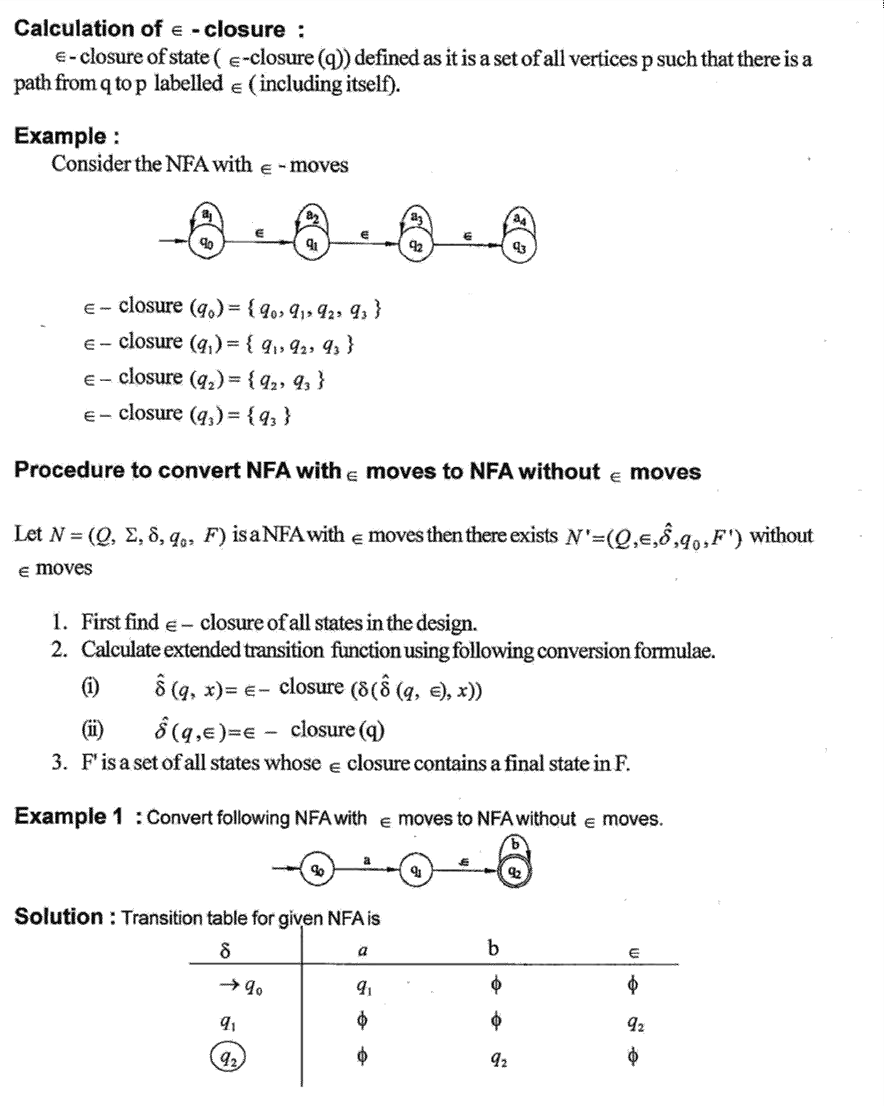 Calculation of ∈ - closure :
∈ - closure of state ( ∈-closure (q)) defined as it is a set of all vertices p such that there is a
path from q to p labelled ∈ ( including itself).
Example :
Consider the NFA with ∈ - moves
a₁ a₂ a₃ a₄
∈ ∈ ∈
q₀ q₁ q₂ q₃
∈ – closure (q₀) = { q₀, q₁, q₂, q₃ }
∈ – closure (q₁) = { q₁, q₂, q₃ }
∈ – closure (q₂) = { q₂, q₃ }
∈ – closure (q₃) = { q₃ }
Procedure to convert NFA with ∈ moves to NFA without ∈ moves
Let N = (Q, Σ, δ, q₀, F) is a NFA with ∈ moves then there exists N'=(Q,∈,δ̂,q₀,F') without
∈ moves
1. First find ∈ – closure of all states in the design.
2. Calculate extended transition function using following conversion formulae.
(i) δ̂ (q, x)= ∈ – closure (δ(δ̂ (q, ∈), x))
(ii) δ̂ (q,∈)=∈ – closure (q)
3. F' is a set of all states whose ∈ closure contains a final state in F.
Example 1 : Convert following NFA with ∈ moves to NFA without ∈ moves.
b
a ∈
q₀ q₁ q₂
Solution : Transition table for given NFA is
δ a b ∈
→ q₀ q₁ ϕ ϕ
q₁ ϕ ϕ q₂
q₂ ϕ q₂ ϕ